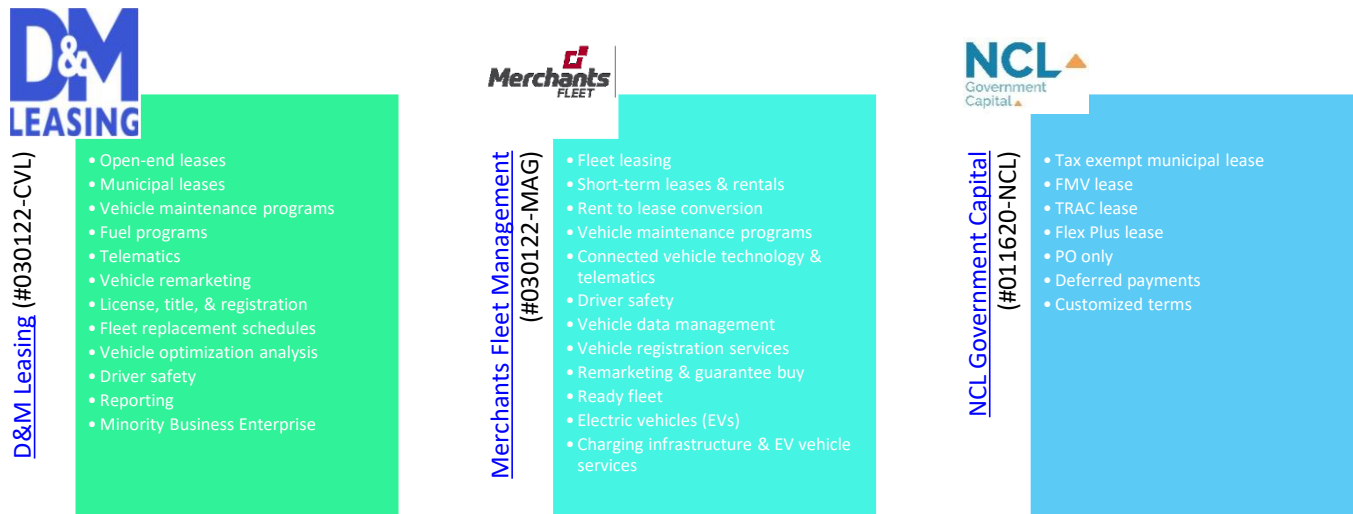 D&M
LEASING
D&M Leasing (#030122-CVL)
• Open-end leases
• Municipal leases
• Vehicle maintenance programs
• Fuel programs
• Telematics
• Vehicle remarketing
• License, title, & registration
• Fleet replacement schedules
• Vehicle optimization analysis
• Driver safety
• Reporting
• Minority Business Enterprise
Merchants
FLEET
Merchants Fleet Management
(#030122-MAG)
• Fleet leasing
• Short-term leases & rentals
• Rent to lease conversion
• Vehicle maintenance programs
• Connected vehicle technology &
telematics
• Driver safety
• Vehicle data management
• Vehicle registration services
• Remarketing & guarantee buy
• Ready fleet
• Electric vehicles (EVs)
• Charging infrastructure & EV vehicle
services
NCL
Government
Capital
NCL Government Capital
(#011620-NCL)
• Tax exempt municipal lease
• FMV lease
• TRAC lease
• Flex Plus lease
• PO only
• Deferred payments
• Customized terms